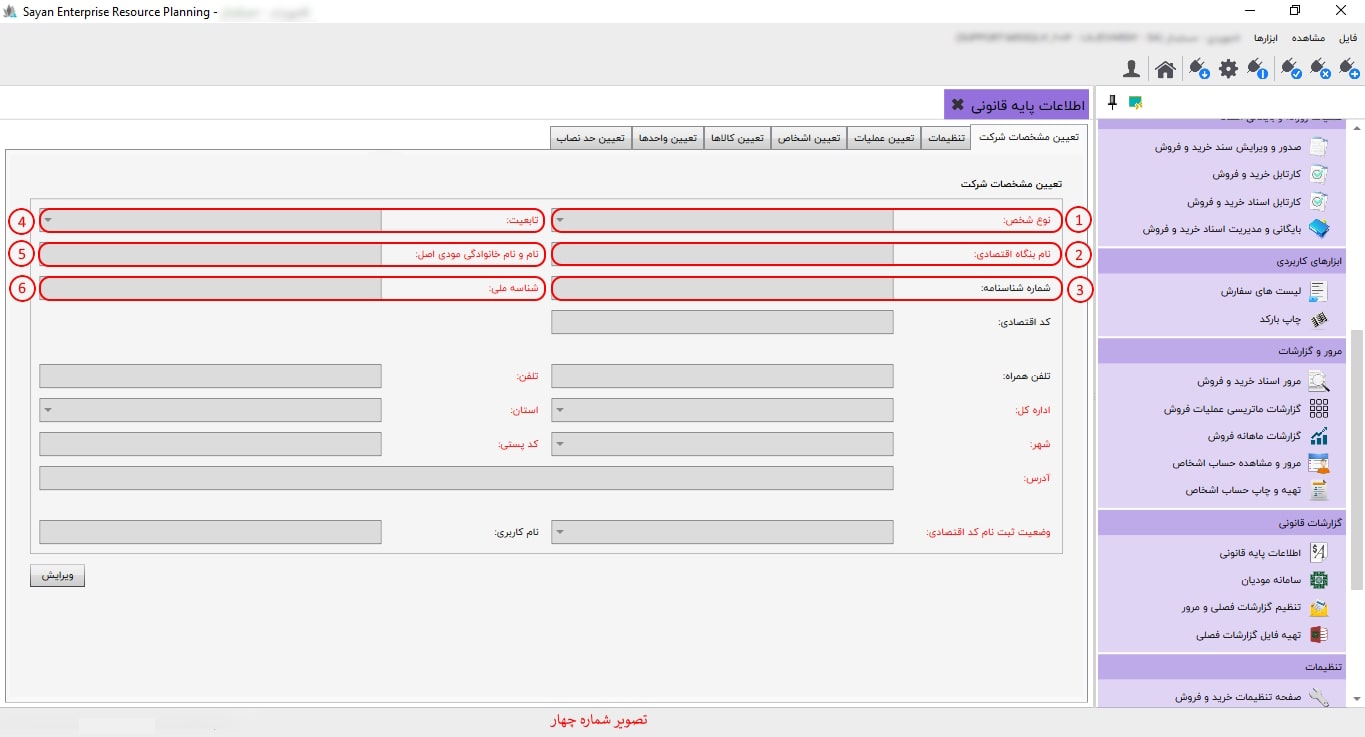 Sayan Enterprise Resource Planning -
فایل مشاهده ابزارها
اطلاعات پایه قانونی
تعیین مشخصات شرکت تنظیمات تعیین عملیات تعیین اشخاص تعیین کالاها تعیین واحدها تعیین حد نصاب
تعیین مشخصات شرکت
1 نوع شخص:
تابعیت: 4
2 نام بنگاه اقتصادی:
نام و نام خانوادگی مودی اصل: 5
3 شماره شناسنامه:
شناسه ملی: 6
کد اقتصادی:
تلفن همراه:
تلفن:
اداره کل:
استان:
شهر:
کد پستی:
آدرس:
وضعیت ثبت نام کد اقتصادی:
نام کاربری:
ویرایش
صدور و ویرایش سند خرید و فروش
کارتابل خرید و فروش
کارتابل اسناد خرید و فروش
بایگانی و مدیریت اسناد خرید و فروش
ابزارهای کاربردی
لیست های سفارش
چاپ بارکد
مرور و گزارشات
مرور اسناد خرید و فروش
گزارشات ماتریسی عملیات فروش
گزارشات ماهانه فروش
مرور و مشاهده حساب اشخاص
تهیه و چاپ حساب اشخاص
گزارشات قانونی
اطلاعات پایه قانونی
سامانه مودیان
تنظیم گزارشات فصلی و مرور
تهیه فایل گزارشات فصلی
تنظیمات
صفحه تنظیمات خرید و فروش
تصویر شماره چهار